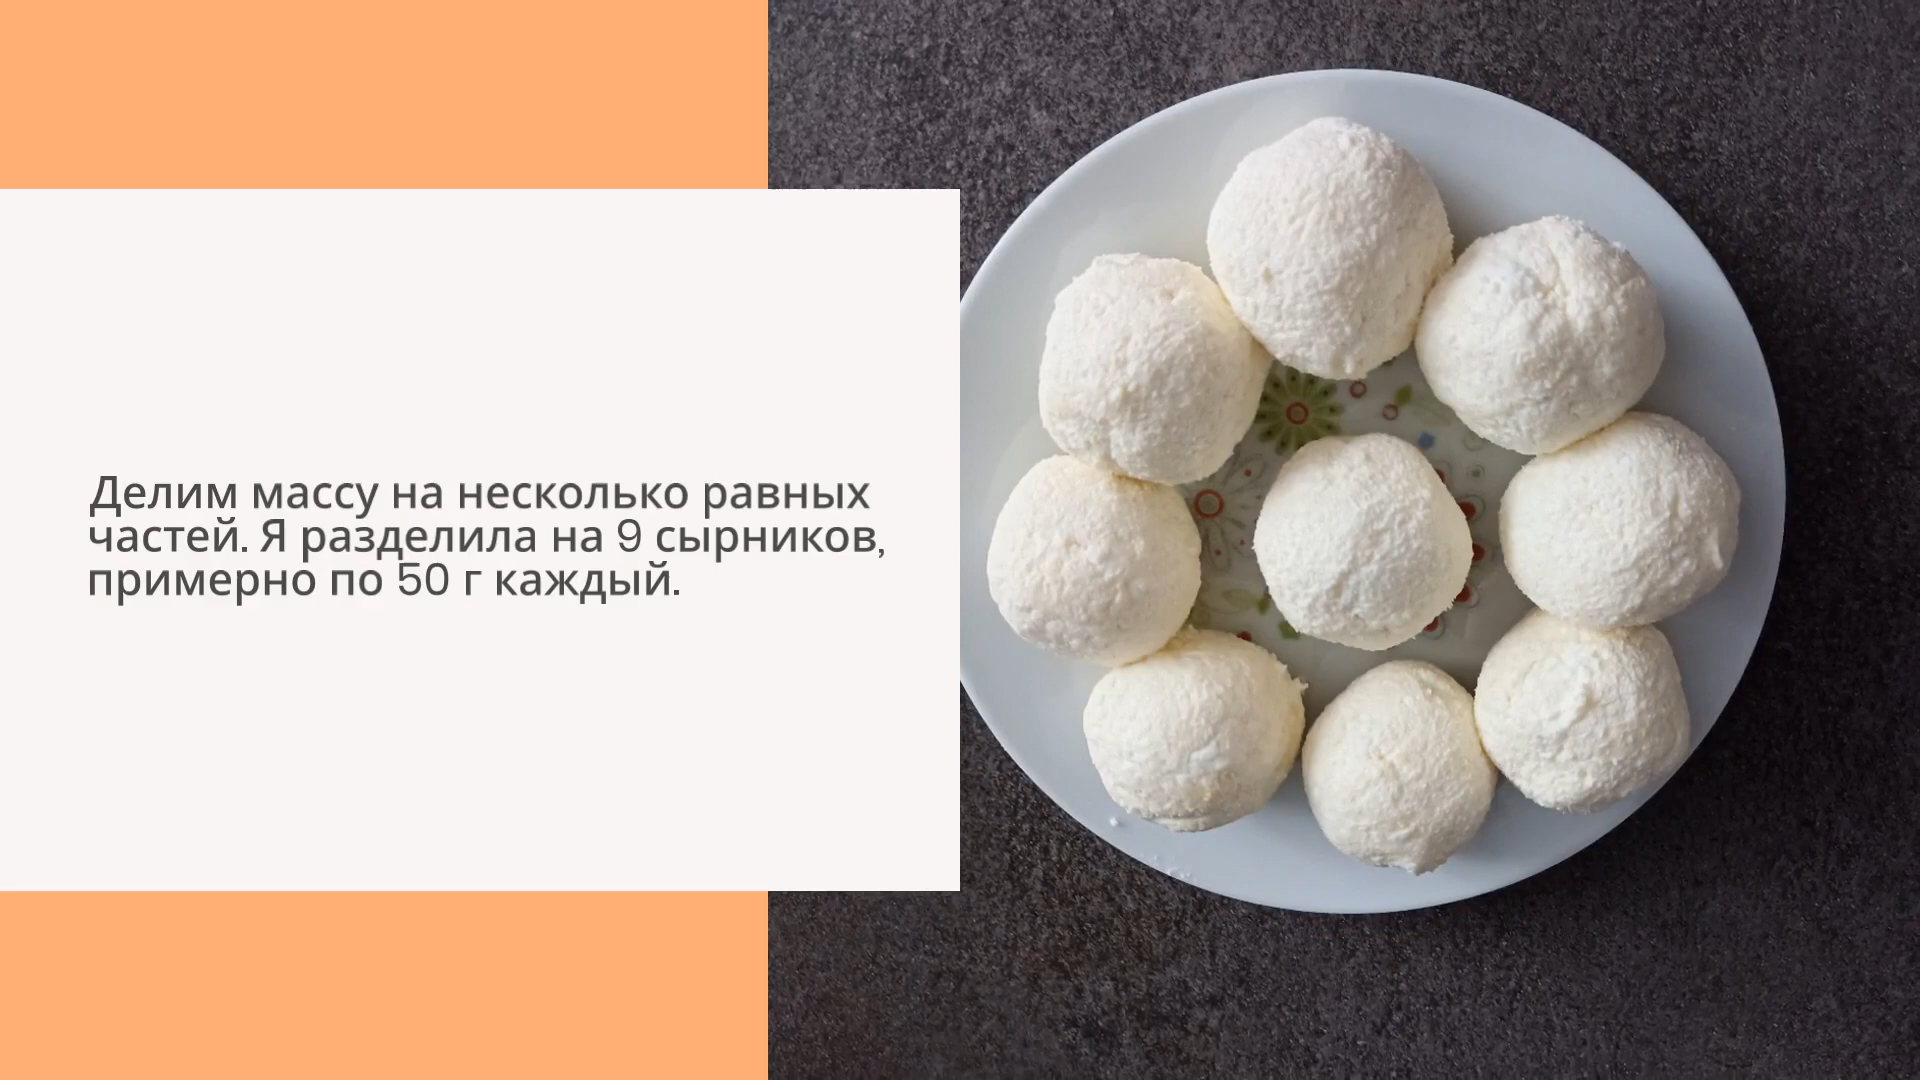 Делим массу на несколько равных
частей. Я разделила на 9 сырников,
примерно по 50 г каждый.